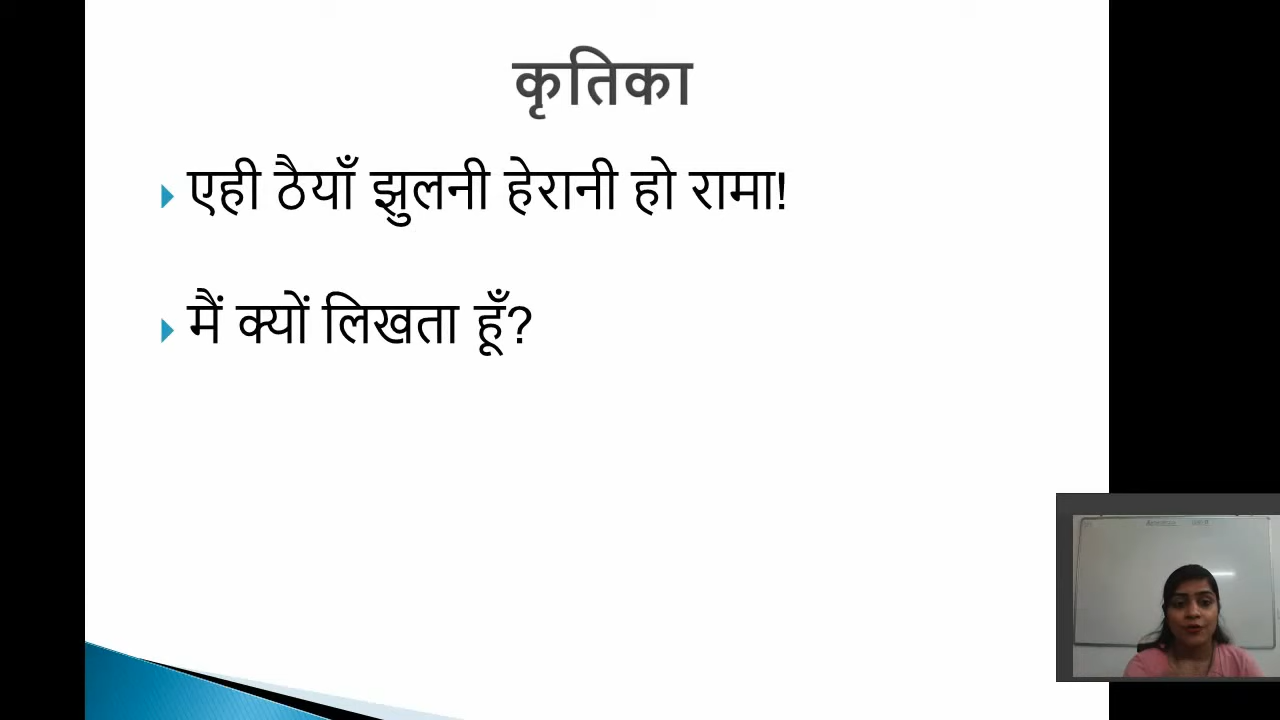 कृतिका
एही ठैयाँ झुलनी हेरानी हो रामा!
मैं क्यों लिखता हूँ?